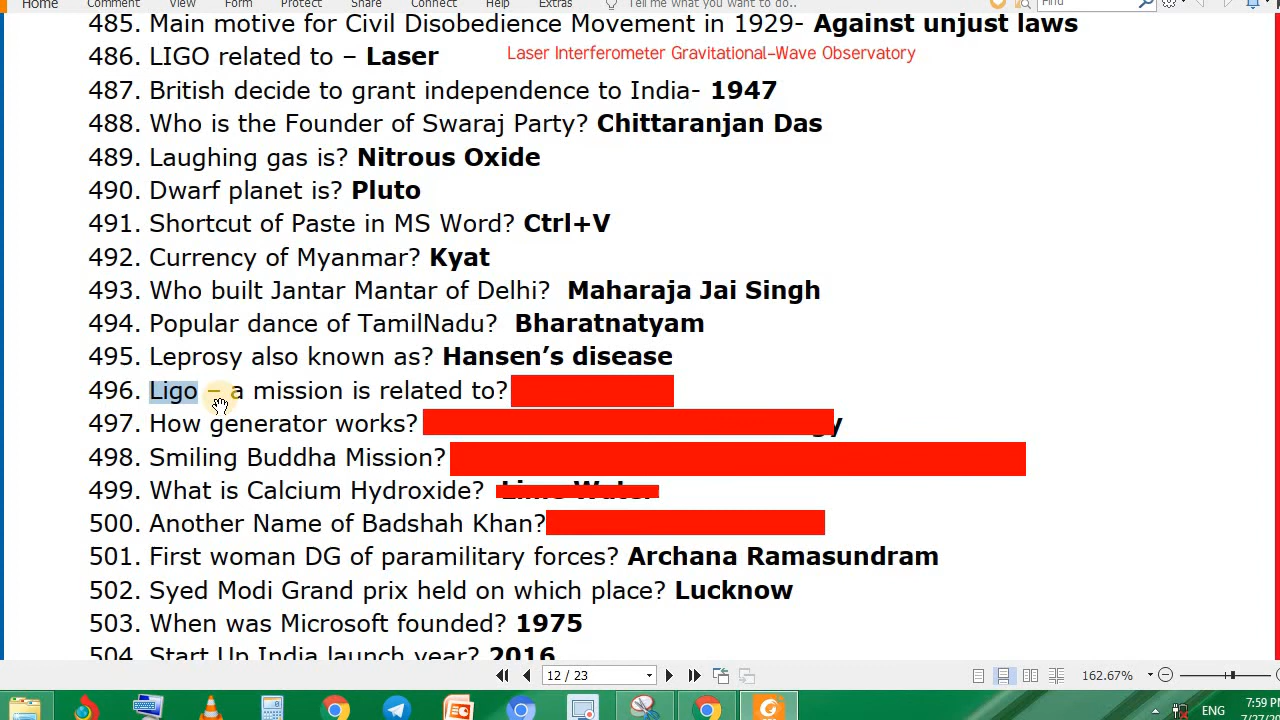 Home Comment View Form Protect Share Connect Help Extras Tell me what you want to do.. Find
485. Main motive for Civil Disobedience Movement in 1929- Against unjust laws
486. LIGO related to – Laser Laser Interferometer Gravitational-Wave Observatory
487. British decide to grant independence to India- 1947
488. Who is the Founder of Swaraj Party? Chittaranjan Das
489. Laughing gas is? Nitrous Oxide
490. Dwarf planet is? Pluto
491. Shortcut of Paste in MS Word? Ctrl+V
492. Currency of Myanmar? Kyat
493. Who built Jantar Mantar of Delhi? Maharaja Jai Singh
494. Popular dance of TamilNadu? Bharatnatyam
495. Leprosy also known as? Hansen’s disease
496. Ligo – a mission is related to?
497. How generator works?
498. Smiling Buddha Mission?
499. What is Calcium Hydroxide? Lime Water
500. Another Name of Badshah Khan?
501. First woman DG of paramilitary forces? Archana Ramasundram
502. Syed Modi Grand prix held on which place? Lucknow
503. When was Microsoft founded? 1975
504. Start Up India launch year? 2016
12 / 23 162.67%
ENG 7:59 PM